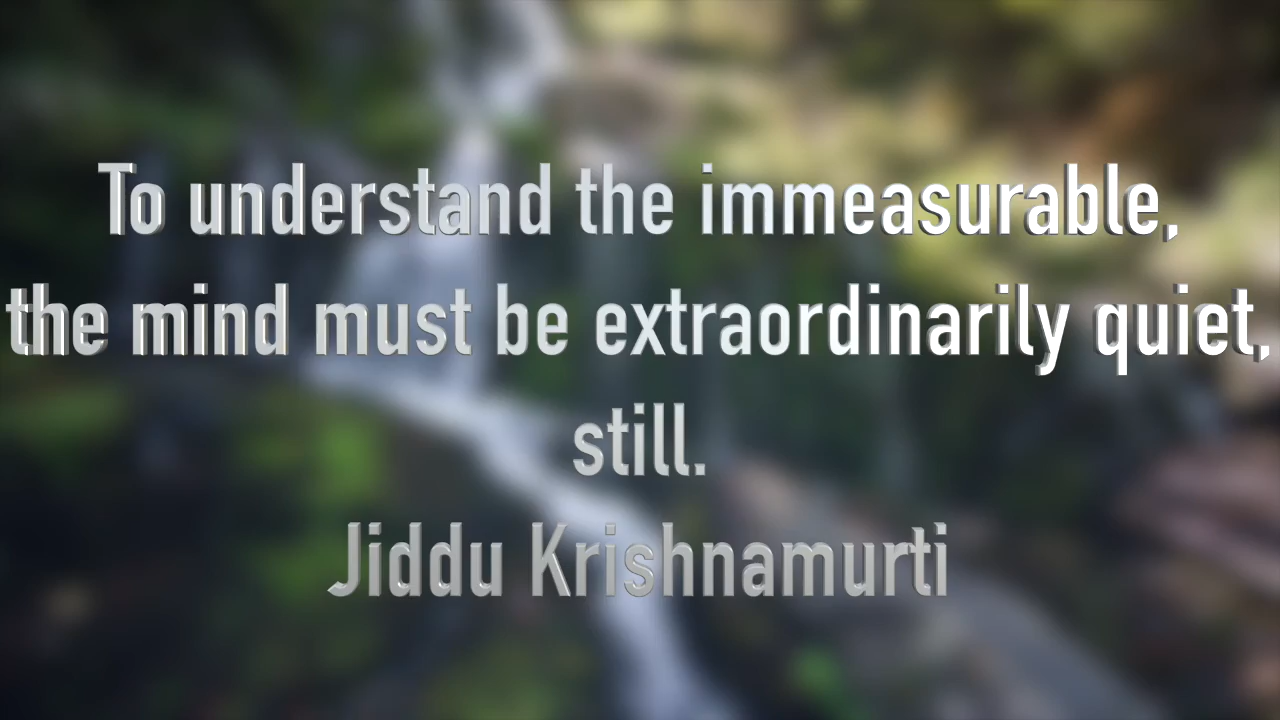 To understand the immeasurable,
the mind must be extraordinarily quiet,
still.
Jiddu Krishnamurti